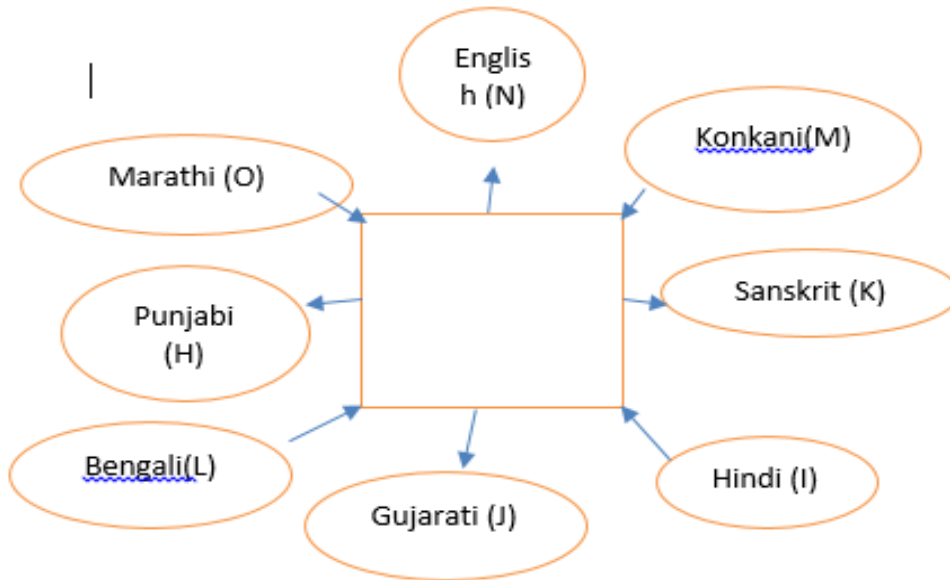 Englis
h (N)
Konkani(M)
Marathi (O)
Sanskrit (K)
Punjabi
(H)
Bengali(L)
Hindi (I)
Gujarati (J)